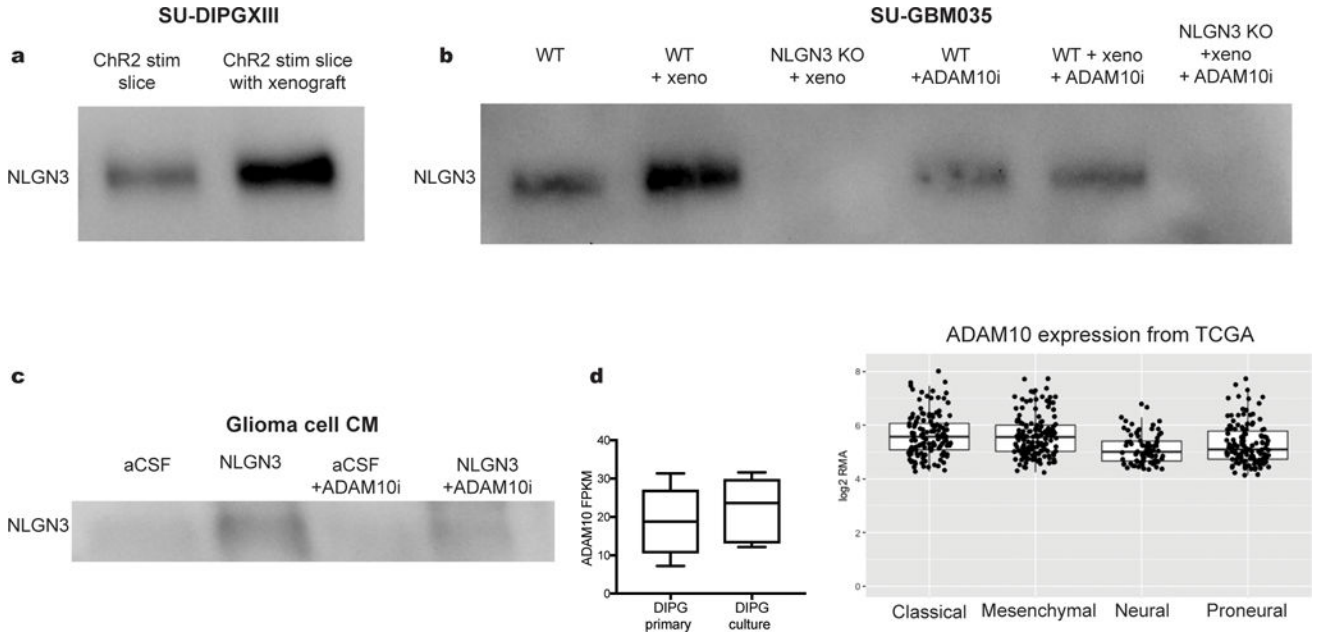 SU-DIPGXIII
a
ChR2 stim
slice
ChR2 stim slice
with xenograft
NLGN3
SU-GBM035
b
WT
WT
+ xeno
NLGN3 KO
+ xeno
WT
+ADAM10i
WT + xeno
+ ADAM10i
NLGN3 KO
+xeno
+ ADAM10i
NLGN3
c
Glioma cell CM
aCSF
NLGN3
aCSF
+ADAM10i
NLGN3
+ADAM10i
NLGN3
d
ADAM10 FPKM
40
30
20
10
0
DIPG
primary
DIPG
culture
ADAM10 expression from TCGA
log2 RMA
8
6
5
4
2
0
Classical
Mesenchymal
Neural
Proneural